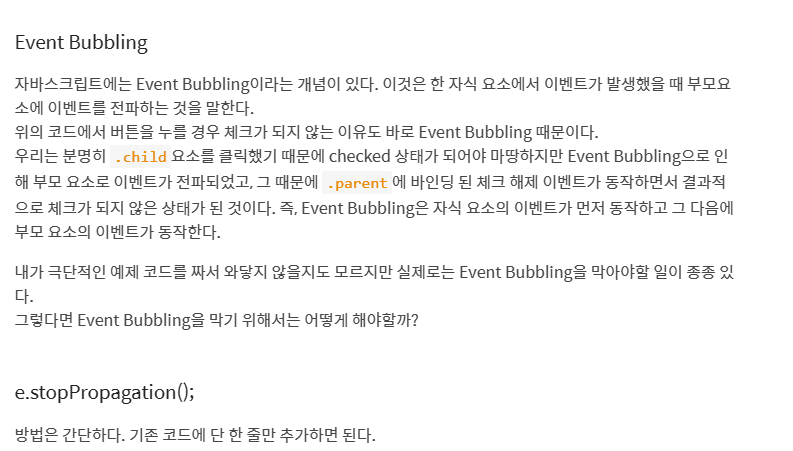 Event Bubbling
자바스크립트에는 Event Bubbling이라는 개념이 있다. 이것은 한 자식 요소에서 이벤트가 발생했을 때 부모요
소에 이벤트를 전파하는 것을 말한다.
위의 코드에서 버튼을 누를 경우 체크가 되지 않는 이유도 바로 Event Bubbling 때문이다.
우리는 분명히 .child 요소를 클릭했기 때문에 checked 상태가 되어야 마땅하지만 Event Bubbling으로 인
해 부모 요소로 이벤트가 전파되었고, 그 때문에 .parent 에 바인딩 된 체크 해제 이벤트가 동작하면서 결과적
으로 체크가 되지 않은 상태가 된 것이다. 즉, Event Bubbling은 자식 요소의 이벤트가 먼저 동작하고 그 다음에
부모 요소의 이벤트가 동작한다.
내가 극단적인 예제 코드를 짜서 와닿지 않을지도 모르지만 실제로는 Event Bubbling을 막아야할 일이 종종 있
다.
그렇다면 Event Bubbling을 막기 위해서는 어떻게 해야할까?
e.stopPropagation();
방법은 간단하다. 기존 코드에 단 한 줄만 추가하면 된다.